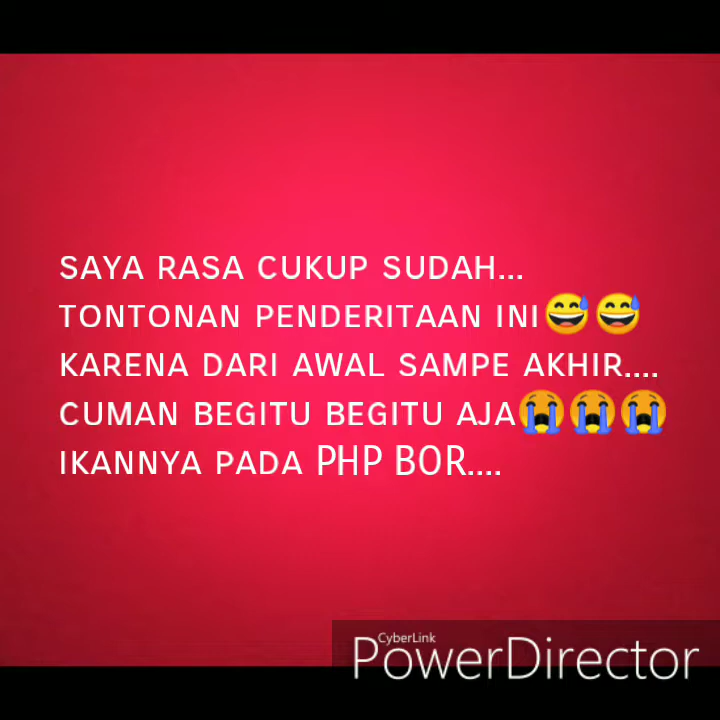 SAYA RASA CUKUP SUDAH...
TONTONAN PENDERITAAN INI😅😅
KARENA DARI AWAL SAMPE AKHIR....
CUMAN BEGITU BEGITU AJA😭😭😭
IKANNYA PADA PHP BOR....
CyberLink
PowerDirector